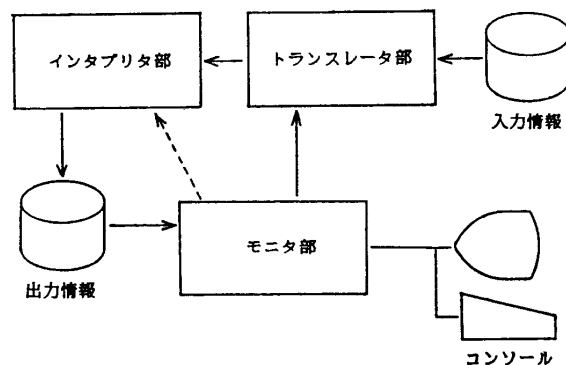 インタプリタ部
トランスレータ部
入力情報
モニタ部
出力情報
コンソール